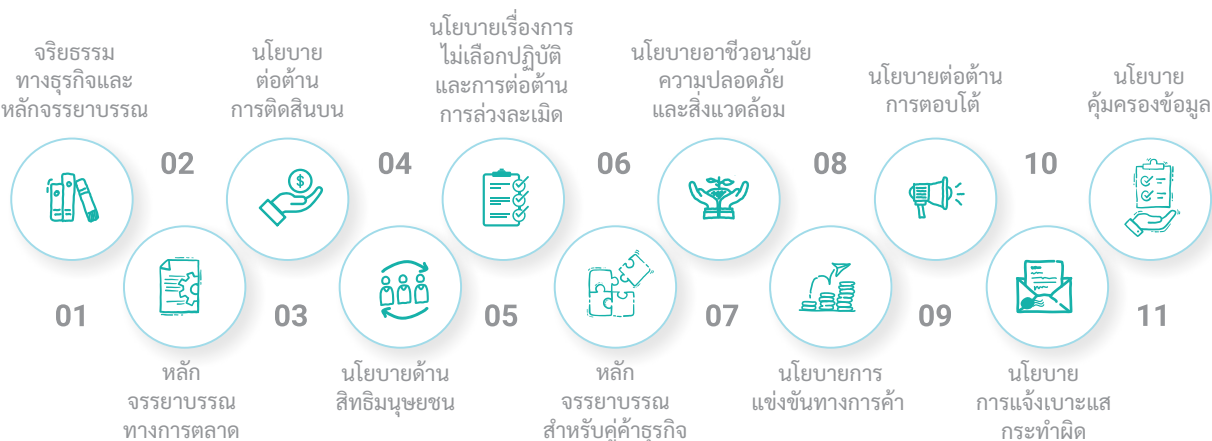 จริยธรรม
ทางธุรกิจและ
หลักจรรยาบรรณ
01
02
หลัก
จรรยาบรรณ
ทางการตลาด
นโยบาย
ต่อต้าน
การติดสินบน
03
04
นโยบายด้าน
สิทธิมนุษยชน
นโยบายเรื่องการ
ไม่เลือกปฏิบัติ
และการต่อต้าน
การล่วงละเมิด
05
06
หลัก
จรรยาบรรณ
สำหรับคู่ค้าธุรกิจ
นโยบายอาชีวอนามัย
ความปลอดภัย
และสิ่งแวดล้อม
07
08
นโยบายการ
แข่งขันทางการค้า
นโยบายต่อต้าน
การตอบโต้
09
10
นโยบาย
การแจ้งเบาะแส
กระทำผิด
นโยบาย
คุ้มครองข้อมูล
11